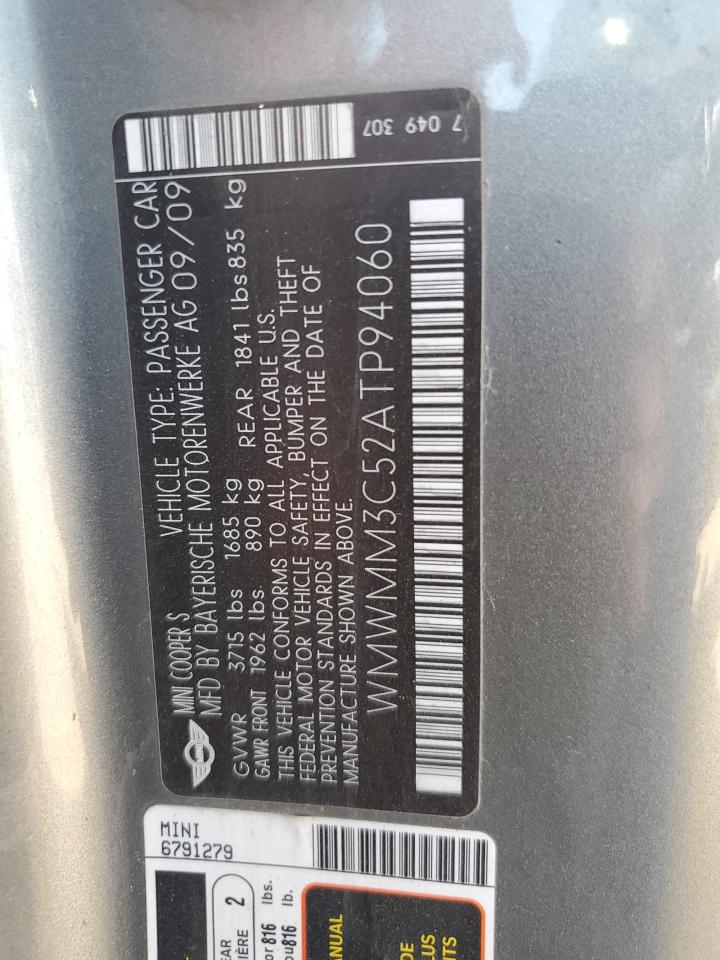 MINI COOPER S VEHICLE TYPE: PASSENGER CAR
MFD BY BAYERISCHE MOTORENWERKE AG 09/09
GVWR 3715 lbs 1685 kg
GAWR FRONT 1962 lbs. 890 kg REAR 1841 lbs 835 kg
THIS VEHICLE CONFORMS TO ALL APPLICABLE U.S.
FEDERAL MOTOR VEHICLE SAFETY, BUMPER AND THEFT
PREVENTION STANDARDS IN EFFECT ON THE DATE OF
MANUFACTURE SHOWN ABOVE.
WMWMM3C52ATP94060
7 049 307
MINI
6791279
2
816 lbs.
816 lb.